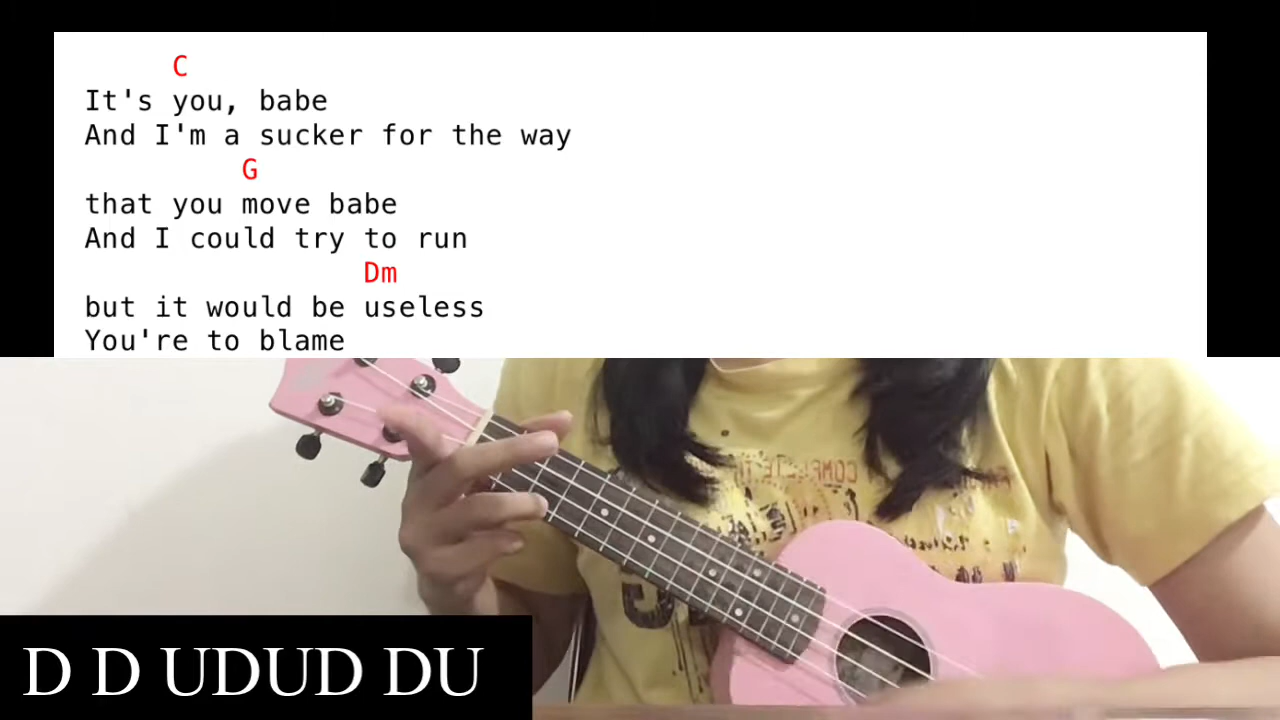 C
It's you, babe
And I'm a sucker for the way
G
that you move babe
And I could try to run
Dm
but it would be useless
You're to blame
D D UDUD DU